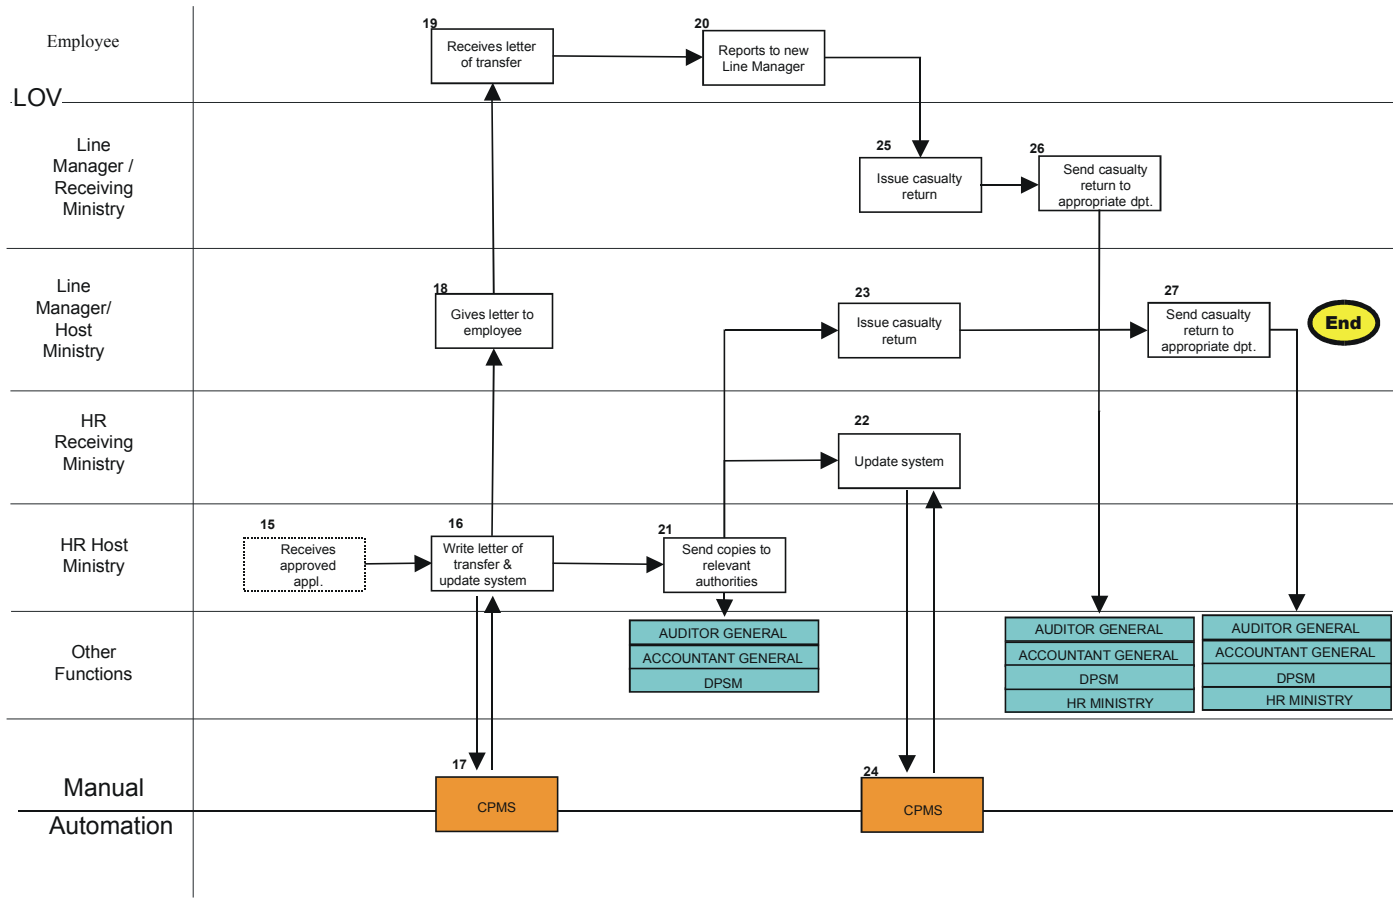 19
20
Employee
Receives letter
of transfer
Reports to new
Line Manager
LOV
Line
Manager /
Receiving
Ministry
25
26
Issue casualty
return
Send casualty
return to
appropriate dpt.
Line
Manager/
Host
Ministry
18
23
27
Gives letter to
employee
Issue casualty
return
Send casualty
return to
appropriate dpt.
End
HR
Receiving
Ministry
22
Update system
HR Host
Ministry
15
16
21
Receives
approved
appl.
Write letter of
transfer &
update system
Send copies to
relevant
authorities
Other
Functions
AUDITOR GENERAL
ACCOUNTANT GENERAL
DPSM
AUDITOR GENERAL
ACCOUNTANT GENERAL
DPSM
HR MINISTRY
AUDITOR GENERAL
ACCOUNTANT GENERAL
DPSM
HR MINISTRY
Manual
Automation
17
CPMS
24
CPMS